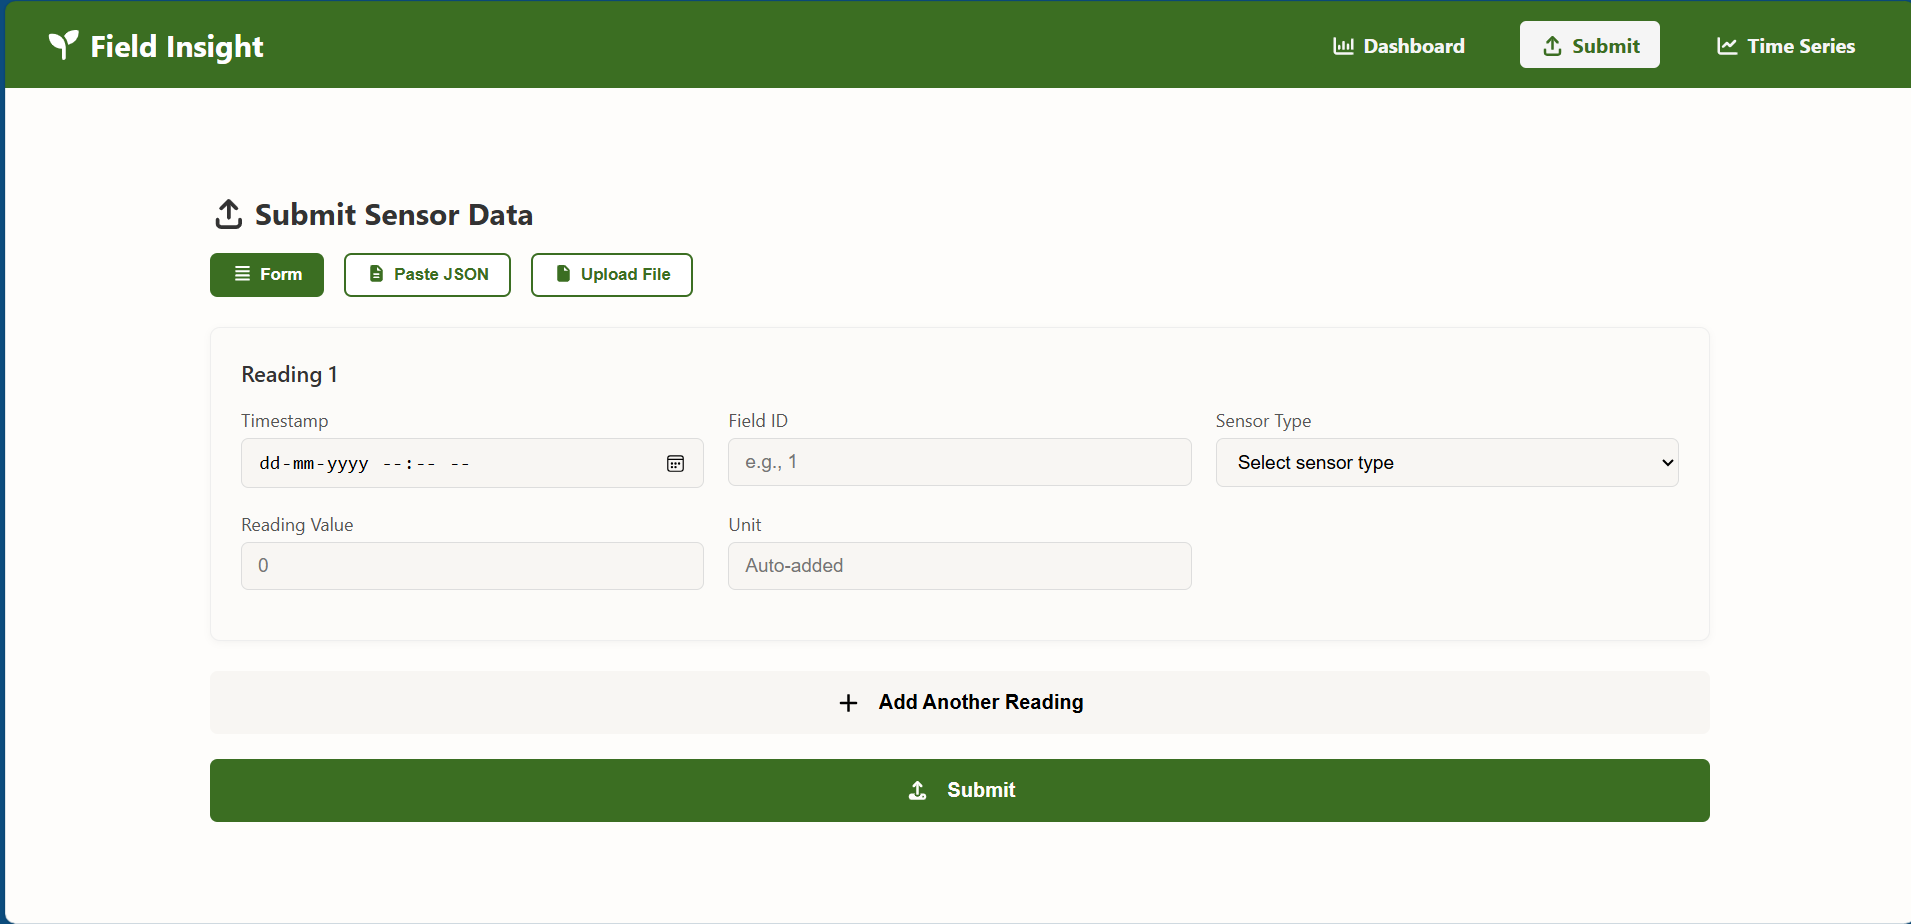 Field Insight
Dashboard
Submit
Time Series
Submit Sensor Data
Form
Paste JSON
Upload File
Reading 1
Timestamp
Field ID
Sensor Type
dd-mm-yyyy --:-- --
e.g., 1
Select sensor type
Reading Value
Unit
0
Auto-added
Add Another Reading
Submit